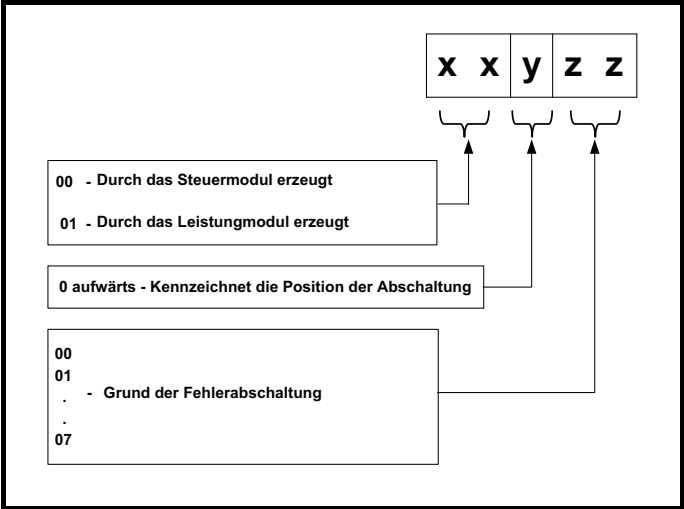 x x y z z
00 - Durch das Steuermodul erzeugt
01 - Durch das Leistungmodul erzeugt
0 aufwärts - Kennzeichnet die Position der Abschaltung
00
01
.
- Grund der Fehlerabschaltung
.
07